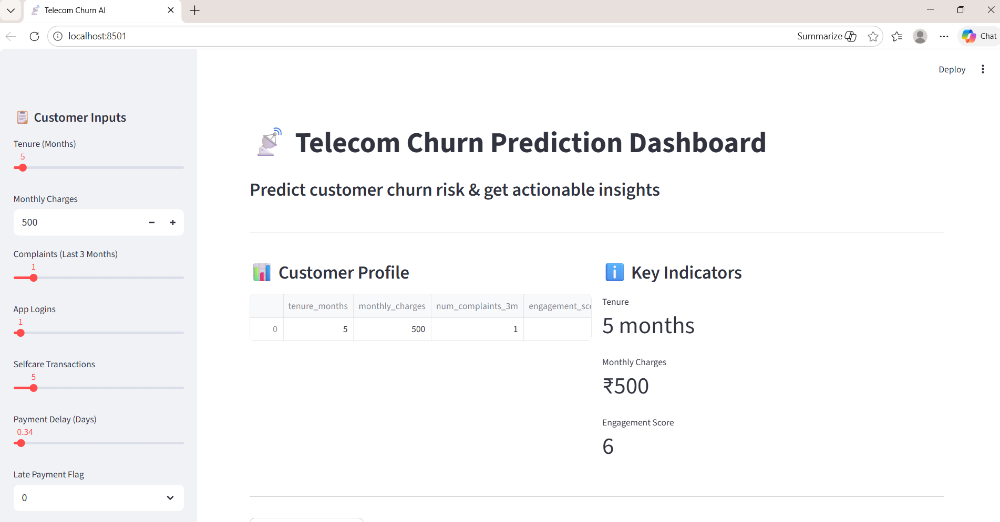 Telecom Churn AI
localhost:8501
Summarize
Chat
Deploy
Customer Inputs
Tenure (Months)
5
Monthly Charges
500
Complaints (Last 3 Months)
1
App Logins
1
Selfcare Transactions
5
Payment Delay (Days)
0.34
Late Payment Flag
0
Telecom Churn Prediction Dashboard
Predict customer churn risk & get actionable insights
Customer Profile
tenure_months monthly_charges num_complaints_3m engagement_sc
0 5 500 1
Key Indicators
Tenure
5 months
Monthly Charges
₹500
Engagement Score
6